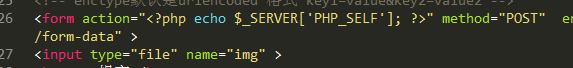 <!-- enctype默认是urlencoded 格式 key1=value&key2=value2 -->
<form action="<?php echo $_SERVER['PHP_SELF']; ?>" method="POST" e
/form-data" >
<input type="file" name="img" >